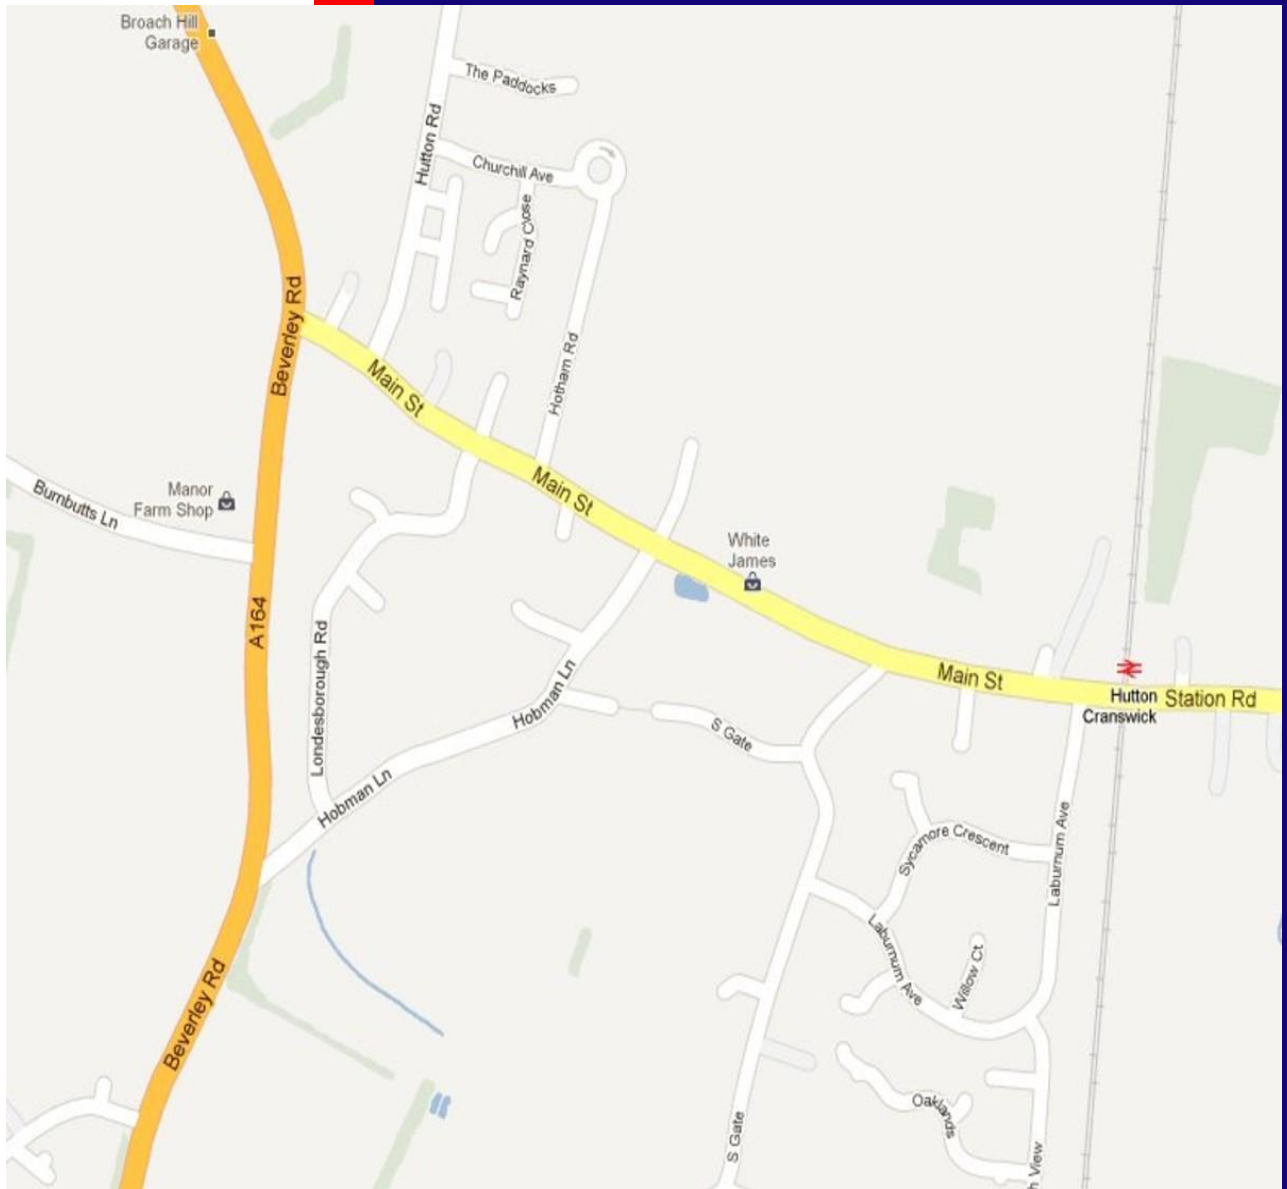 Broach Hill
Garage
The Paddocks
Hutton Rd
Churchill Ave
Raynard Close
Beverley Rd
Main St
Hotham Rd
Manor
Farm Shop
Burnbutts Ln
Main St
White
James
A164
Londesborough Rd
Hobman Ln
Main St
Hutton
Cranswick
Station Rd
S Gate
Hobman Ln
Sycamore Crescent
Laburnum Ave
Laburnum Ave
Willow Ct
Beverley Rd
Oaklands
S Gate
View